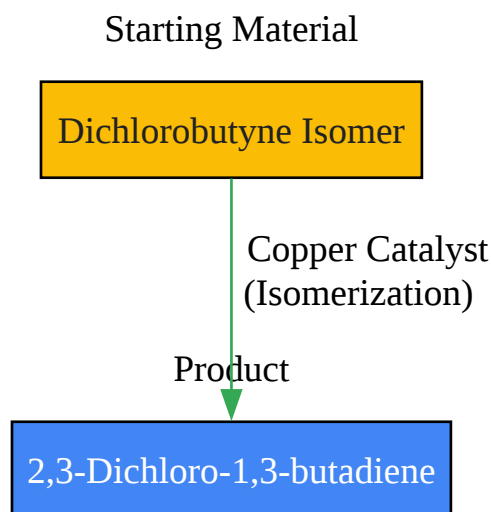 Starting Material
Dichlorobutyne Isomer
Copper Catalyst
(Isomerization)
Product
2,3-Dichloro-1,3-butadiene